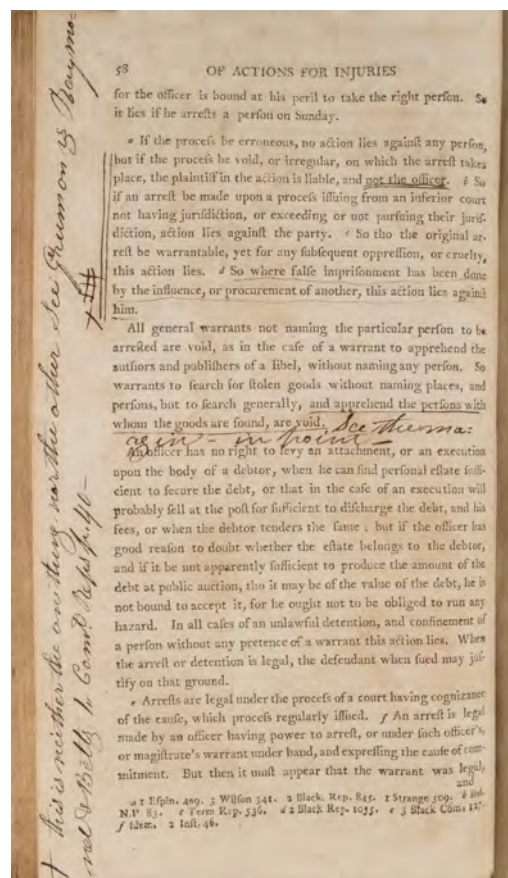 58 OF ACTIONS FOR INJURIES
for the officer is bound at his peril to take the right perſon. So
it lies if he arreſts a perſon on Sunday.
a If the proceſs be erroneous, no action lies againſt any perſon,
but if the proceſs be void, or irregular, on which the arreſt takes
place, the plaintiff in the action is liable, and not the officer. b So
if an arreſt be made upon a proceſs iſſuing from an inferior court
not having juriſdiction, or exceeding or not purſuing their juriſ-
diction, action lies againſt the party. c So tho the original ar-
reſt be warrantable, yet for any ſubſequent oppreſſion, or cruelty,
this action lies. d So where falſe impriſonment has been done
by the influence, or procurement of another, this action lies againſt
him.
All general warrants not naming the particular perſon to be
arreſted are void, as in the caſe of a warrant to apprehend the
authors and publiſhers of a libel, without naming any perſon. So
warrants to ſearch for ſtolen goods without naming places, and
perſons, but to ſearch generally, and apprehend the perſons with
whom the goods are found, are void. See the mar-
gin - in point -
An officer has no right to levy an attachment, or an execution
upon the body of a debtor, when he can find perſonal eſtate ſuffi-
cient to ſecure the debt, or that in the caſe of an execution will
probably ſell at the poſt for ſufficient to diſcharge the debt, and his
fees, or when the debtor tenders the ſame; but if the officer has
good reaſon to doubt whether the eſtate belongs to the debtor,
and if it be not apparently ſufficient to produce the amount of the
debt at public auction, tho it may be of the value of the debt, he is
not bound to accept it, for he ought not to be obliged to run any
hazard. In all caſes of an unlawful detention, and confinement of
a perſon without any pretence of a warrant this action lies. When
the arreſt or detention is legal, the defendant when ſued may juſ-
tify on that ground.
e Arreſts are legal under the proceſs of a court having cognizance
of the cauſe, which proceſs regularly iſſued. f An arreſt is legal
made by an officer having power to arreſt, or under ſuch officer's,
or magiſtrate's warrant under hand, and expreſſing the cauſe of com-
mitment. But then it muſt appear that the warrant was legal,
and
a 1 Eſpin. 409. 3 Wilſon 341. 2 Black. Rep. 845. 1 Strange 509. b Bul.
N.P. 83. c Term Rep. 536. d 2 Black Rep. 1055. e 3 Black Com. 127.
f Idem. 2 Inſt. 46.
+ This is neither the one thing nor the other See Grumon vs Raymo-
nd & Betts 1 Connt. Reps p. 40 -